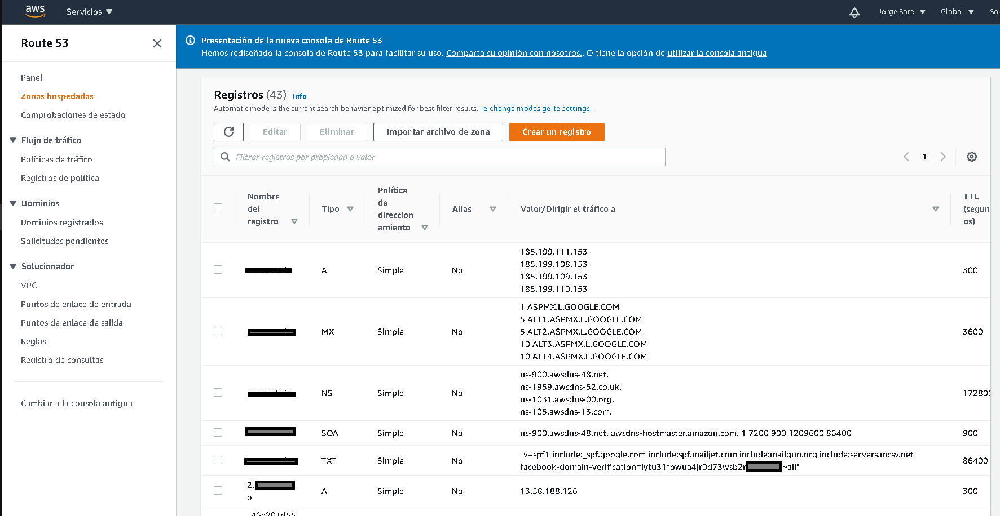 aws
Servicios
Jorge Soto
Global
Sop
Route 53
Presentación de la nueva consola de Route 53
Hemos rediseñado la consola de Route 53 para facilitar su uso. Comparta su opinión con nosotros.. O tiene la opción de utilizar la consola antigua
Panel
Zonas hospedadas
Comprobaciones de estado
Flujo de tráfico
Políticas de tráfico
Registros de política
Dominios
Dominios registrados
Solicitudes pendientes
Solucionador
VPC
Puntos de enlace de entrada
Puntos de enlace de salida
Reglas
Registro de consultas
Cambiar a la consola antigua
Registros (43) Info
Automatic mode is the current search behavior optimized for best filter results. To change modes go to settings.
Editar
Eliminar
Importar archivo de zona
Crear un registro
Filtrar registros por propiedad o valor
1
Nombre
del
registro
Tipo
Política
de
direccion
amiento
Alias
Valor/Dirigir el tráfico a
TTL
(segun
os)
A
Simple
No
185.199.111.153
185.199.108.153
185.199.109.153
185.199.110.153
300
MX
Simple
No
1 ASPMX.L.GOOGLE.COM
5 ALT1.ASPMX.L.GOOGLE.COM
5 ALT2.ASPMX.L.GOOGLE.COM
10 ALT3.ASPMX.L.GOOGLE.COM
10 ALT4.ASPMX.L.GOOGLE.COM
3600
NS
Simple
No
ns-900.awsdns-48.net.
ns-1959.awsdns-52.co.uk.
ns-1031.awsdns-00.org.
ns-105.awsdns-13.com.
172800
SOA
Simple
No
ns-900.awsdns-48.net. awsdns-hostmaster.amazon.com. 1 7200 900 1209600 86400
900
TXT
Simple
No
"v=spf1 include:_spf.google.com include:spf.mailjet.com include:mailgun.org include:servers.mcsv.net
facebook-domain-verification=iytu31fowua4jr0d73wsb2r ~all"
86400
2.
o
A
Simple
No
13.58.188.126
300